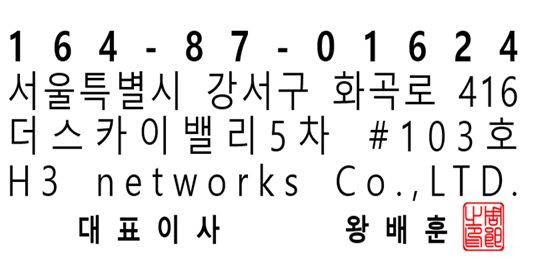 164-87-01624
서울특별시 강서구 화곡로 416
더스카이밸리5차 #103호
H3 networks Co.,LTD.
대표이사 왕배훈